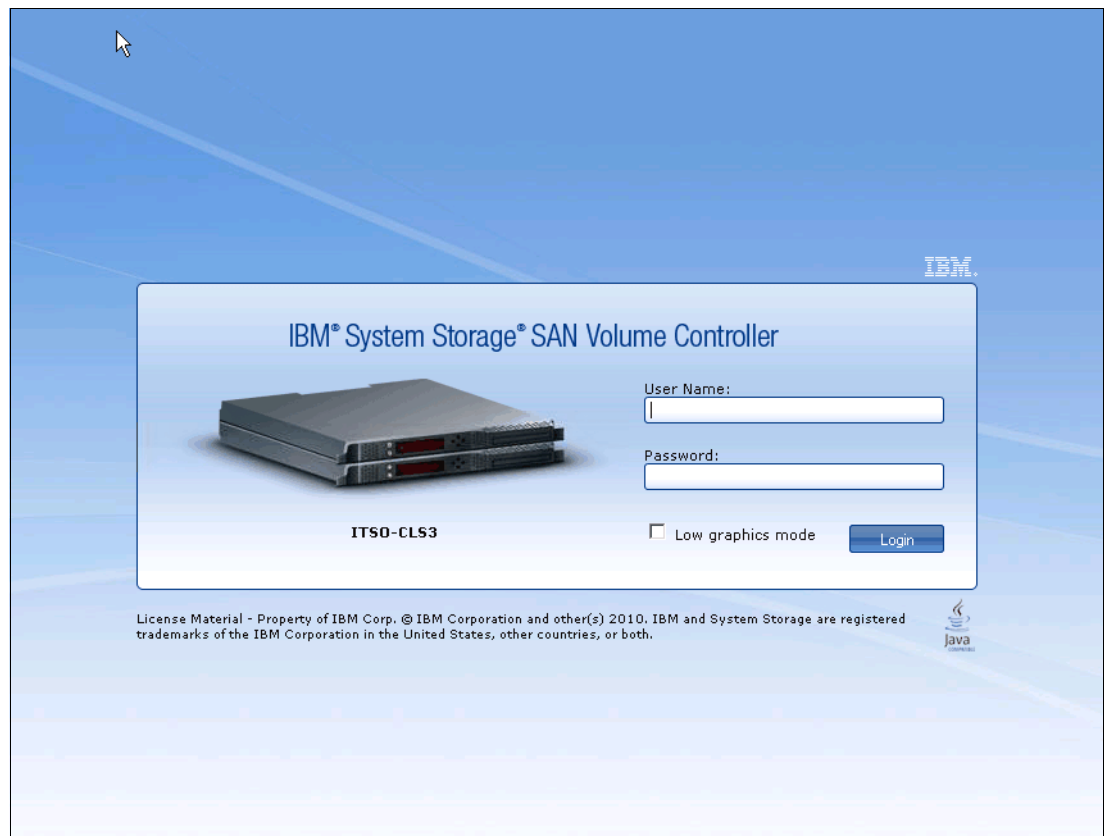 IBM.
IBM® System Storage® SAN Volume Controller
User Name:
Password:
ITSO-CLS3
Low graphics mode
Login
License Material - Property of IBM Corp. © IBM Corporation and other(s) 2010. IBM and System Storage are registered
trademarks of the IBM Corporation in the United States, other countries, or both.
Java
COMPATIBLE